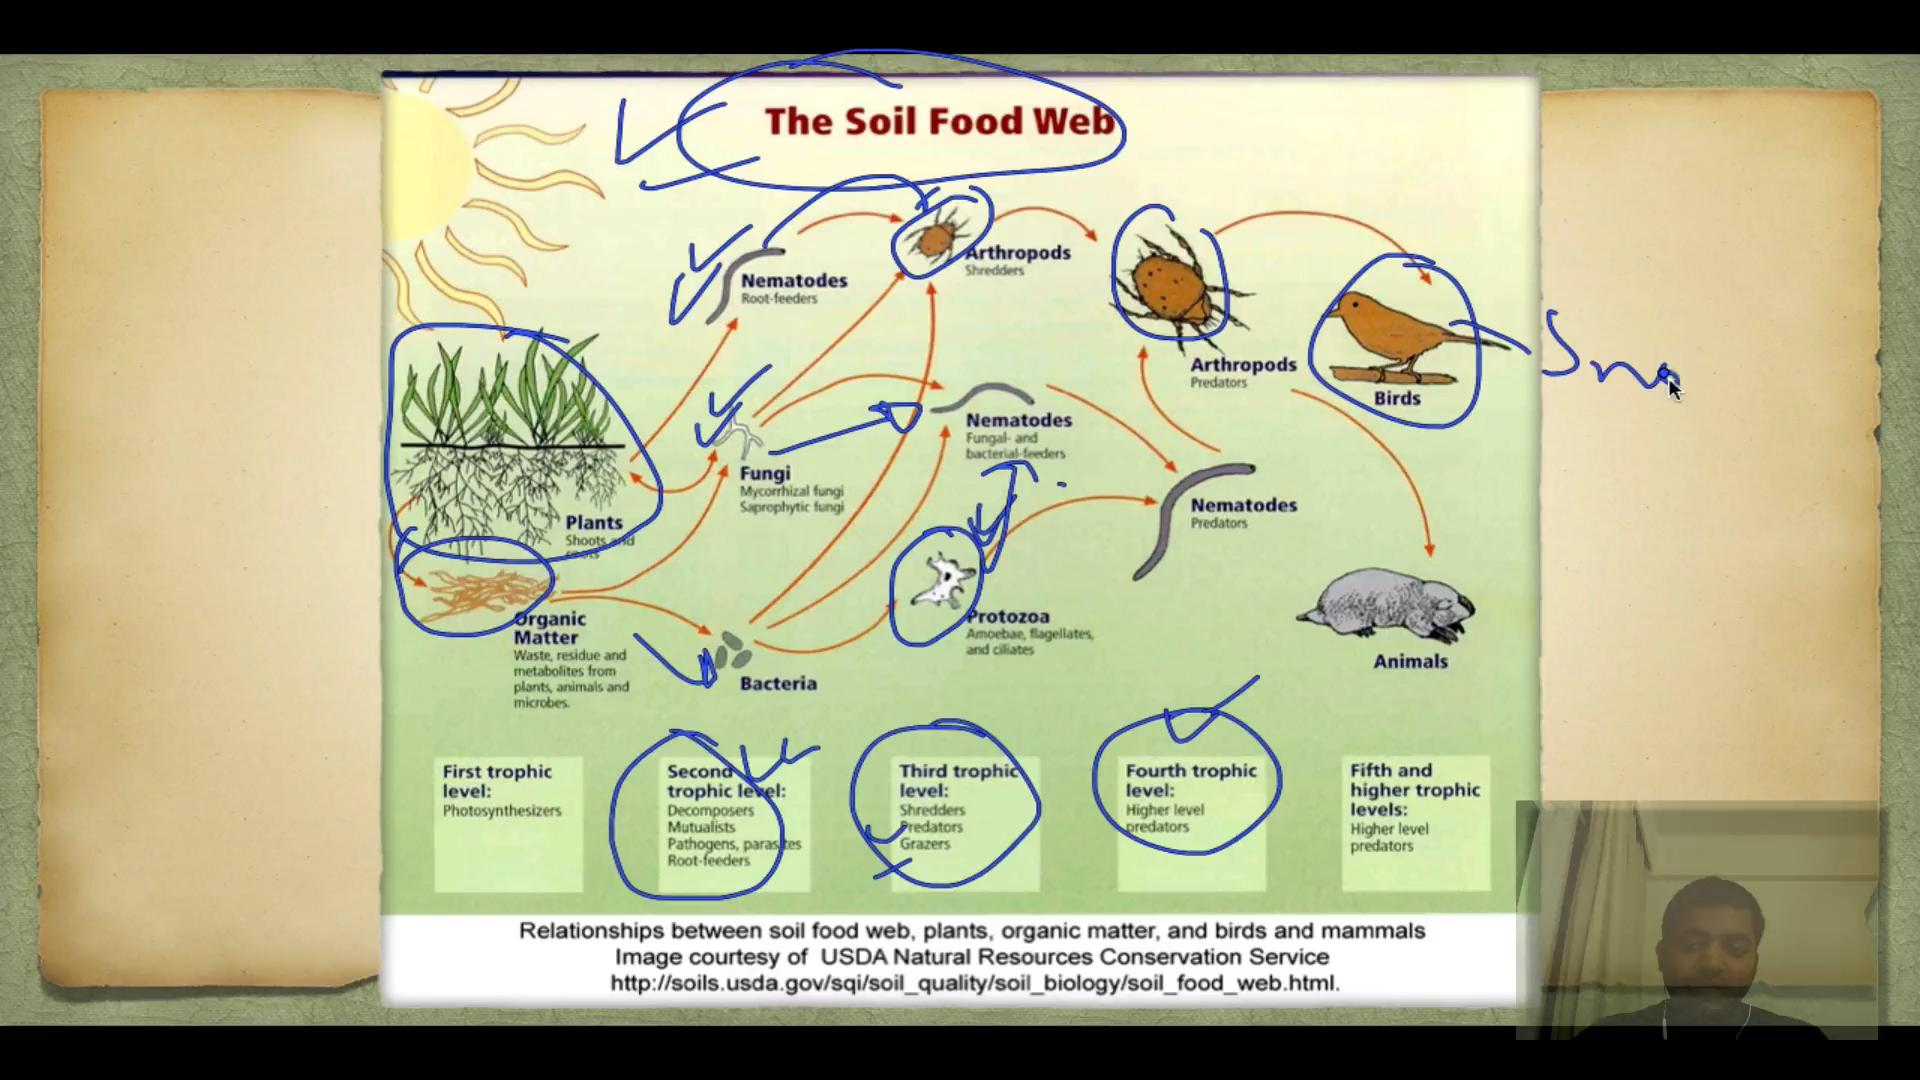 The Soil Food Web
Nematodes
Root-feeders
Arthropods
Shredders
Arthropods
Predators
Birds
Sna
Fungi
Mycorrhizal fungi
Saprophytic fungi
Nematodes
Fungal- and
bacterial-feeders
Nematodes
Predators
Plants
Shoots and
roots
Organic
Matter
Waste, residue and
metabolites from
plants, animals and
microbes.
Bacteria
Protozoa
Amoebae, flagellates,
and ciliates
Animals
First trophic
level:
Photosynthesizers
Second
trophic level:
Decomposers
Mutualists
Pathogens, parasites
Root-feeders
Third trophic
level:
Shredders
Predators
Grazers
Fourth trophic
level:
Higher level
predators
Fifth and
higher trophic
levels:
Higher level
predators
Relationships between soil food web, plants, organic matter, and birds and mammals
Image courtesy of USDA Natural Resources Conservation Service
http://soils.usda.gov/sqi/soil_quality/soil_biology/soil_food_web.html.